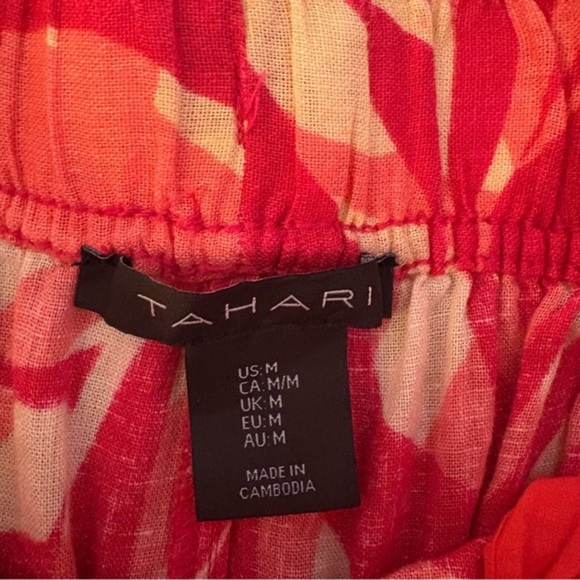 TAHARI
US: M
CA: M/M
UK: M
EU: M
AU: M
MADE IN
CAMBODIA